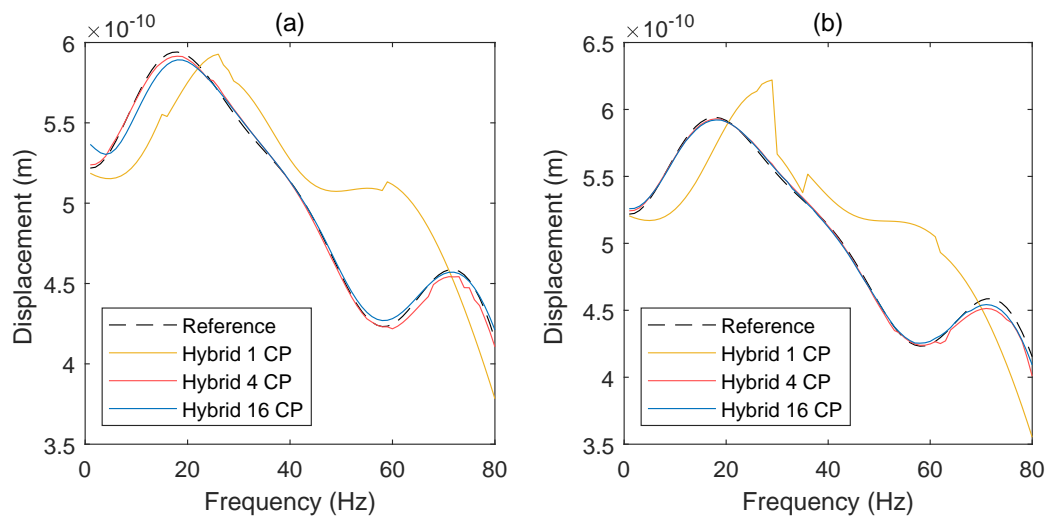 (a)
×10⁻¹⁰
6
5.5
5
4.5
4
3.5
Displacement (m)
0 20 40 60 80
Frequency (Hz)
Reference
Hybrid 1 CP
Hybrid 4 CP
Hybrid 16 CP
(b)
×10⁻¹⁰
6.5
6
5.5
5
4.5
4
3.5
Displacement (m)
0 20 40 60 80
Frequency (Hz)
Reference
Hybrid 1 CP
Hybrid 4 CP
Hybrid 16 CP